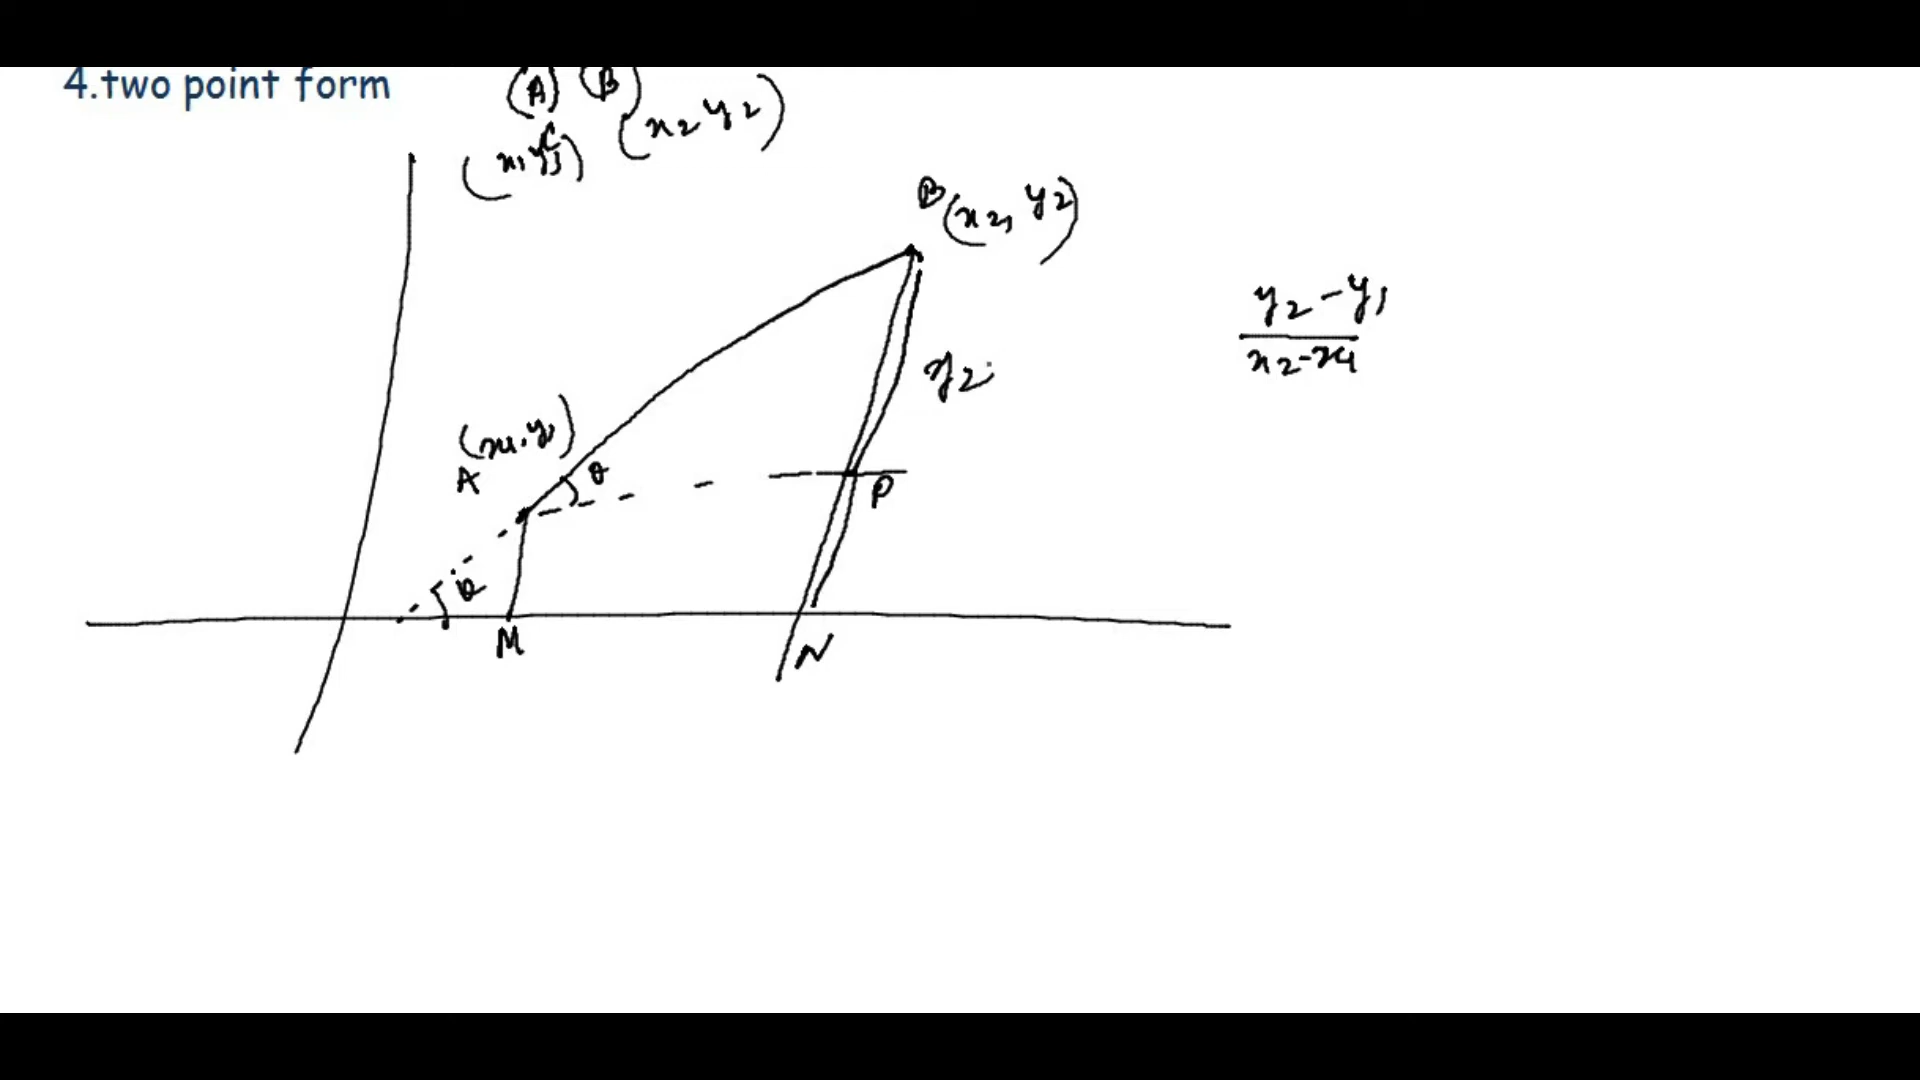 4.two point form
(A) (B)
(x1, y1) (x2 y2)
B(x2, y2)
y2 - y1
x2 - x1
y2
(x1, y1)
A
θ
P
θ
M
N